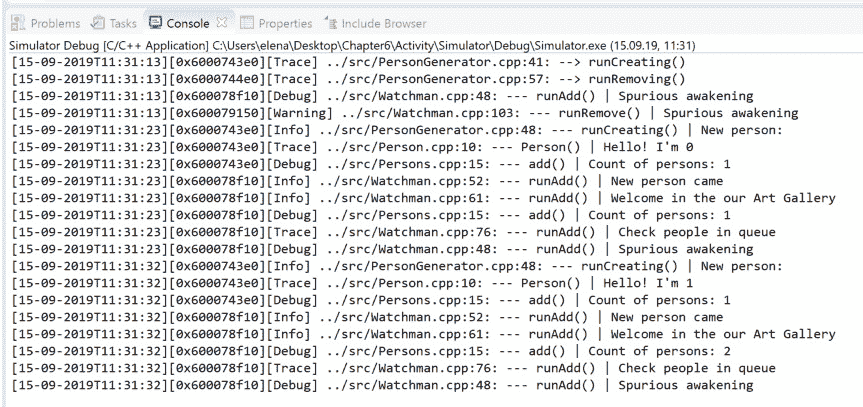 Problems Tasks Console Properties Include Browser
Simulator Debug [C/C++ Application] C:\Users\elena\Desktop\Chapter6\Activity\Simulator\Debug\Simulator.exe (15.09.19, 11:31)
[15-09-2019T11:31:13][0x6000743e0][Trace] ../src/PersonGenerator.cpp:41: --> runCreating()
[15-09-2019T11:31:13][0x6000744e0][Trace] ../src/PersonGenerator.cpp:57: --> runRemoving()
[15-09-2019T11:31:13][0x600078f10][Debug] ../src/Watchman.cpp:48: --- runAdd() | Spurious awakening
[15-09-2019T11:31:13][0x600079150][Warning] ../src/Watchman.cpp:103: --- runRemove() | Spurious awakening
[15-09-2019T11:31:23][0x6000743e0][Info] ../src/PersonGenerator.cpp:48: --- runCreating() | New person:
[15-09-2019T11:31:23][0x6000743e0][Trace] ../src/Person.cpp:10: --- Person() | Hello! I'm 0
[15-09-2019T11:31:23][0x6000743e0][Debug] ../src/Persons.cpp:15: --- add() | Count of persons: 1
[15-09-2019T11:31:23][0x600078f10][Info] ../src/Watchman.cpp:52: --- runAdd() | New person came
[15-09-2019T11:31:23][0x600078f10][Info] ../src/Watchman.cpp:61: --- runAdd() | Welcome in the our Art Gallery
[15-09-2019T11:31:23][0x600078f10][Debug] ../src/Persons.cpp:15: --- add() | Count of persons: 1
[15-09-2019T11:31:23][0x600078f10][Trace] ../src/Watchman.cpp:76: --- runAdd() | Check people in queue
[15-09-2019T11:31:23][0x600078f10][Debug] ../src/Watchman.cpp:48: --- runAdd() | Spurious awakening
[15-09-2019T11:31:32][0x6000743e0][Info] ../src/PersonGenerator.cpp:48: --- runCreating() | New person:
[15-09-2019T11:31:32][0x6000743e0][Trace] ../src/Person.cpp:10: --- Person() | Hello! I'm 1
[15-09-2019T11:31:32][0x6000743e0][Debug] ../src/Persons.cpp:15: --- add() | Count of persons: 1
[15-09-2019T11:31:32][0x600078f10][Info] ../src/Watchman.cpp:52: --- runAdd() | New person came
[15-09-2019T11:31:32][0x600078f10][Info] ../src/Watchman.cpp:61: --- runAdd() | Welcome in the our Art Gallery
[15-09-2019T11:31:32][0x600078f10][Debug] ../src/Persons.cpp:15: --- add() | Count of persons: 2
[15-09-2019T11:31:32][0x600078f10][Trace] ../src/Watchman.cpp:76: --- runAdd() | Check people in queue
[15-09-2019T11:31:32][0x600078f10][Debug] ../src/Watchman.cpp:48: --- runAdd() | Spurious awakening